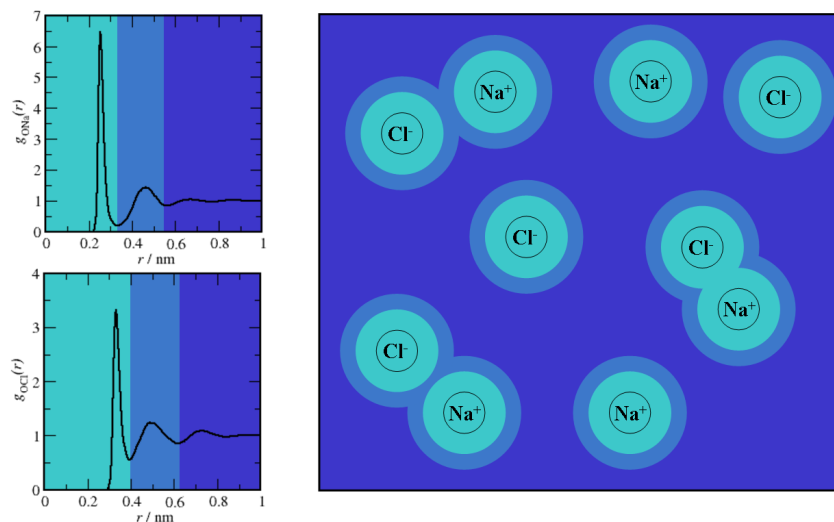 7
6
5
4
3
2
1
0
g_ONa(r)
0 0.2 0.4 0.6 0.8 1
r / nm
4
3
2
1
0
g_OCl(r)
0 0.2 0.4 0.6 0.8 1
r / nm
Na⁺
Na⁺
Cl⁻
Cl⁻
Cl⁻
Cl⁻
Na⁺
Cl⁻
Na⁺
Na⁺